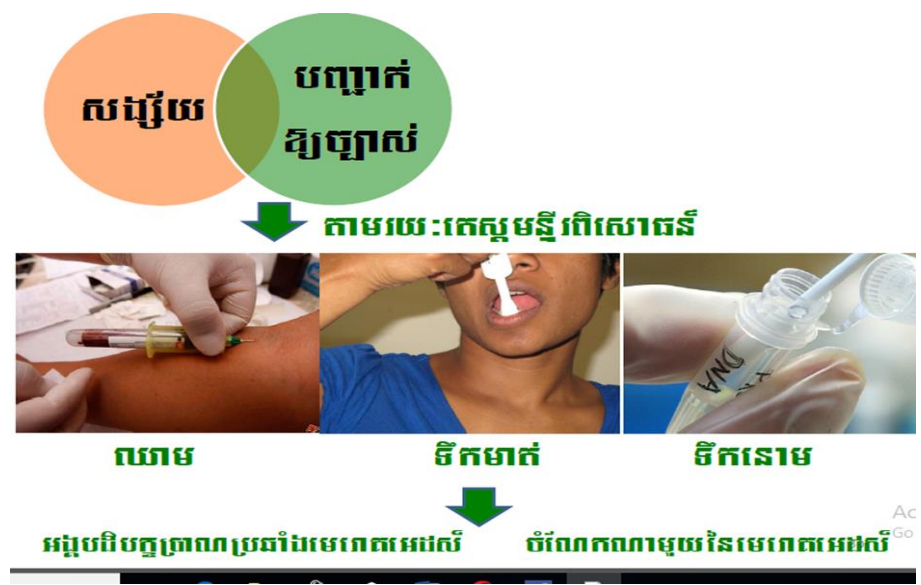 សង្ស័យ
បញ្ជាក់
ឱ្យច្បាស់
តាមរយៈតេស្តមន្ទីរពិសោធន៍
DNA
ឈាម
ទឹកមាត់
ទឹកនោម
អង្គបដិបក្ខប្រាណប្រឆាំងមេរោគអេដស៍
ចំណែកណាមួយនៃមេរោគអេដស៍
Ac
Go